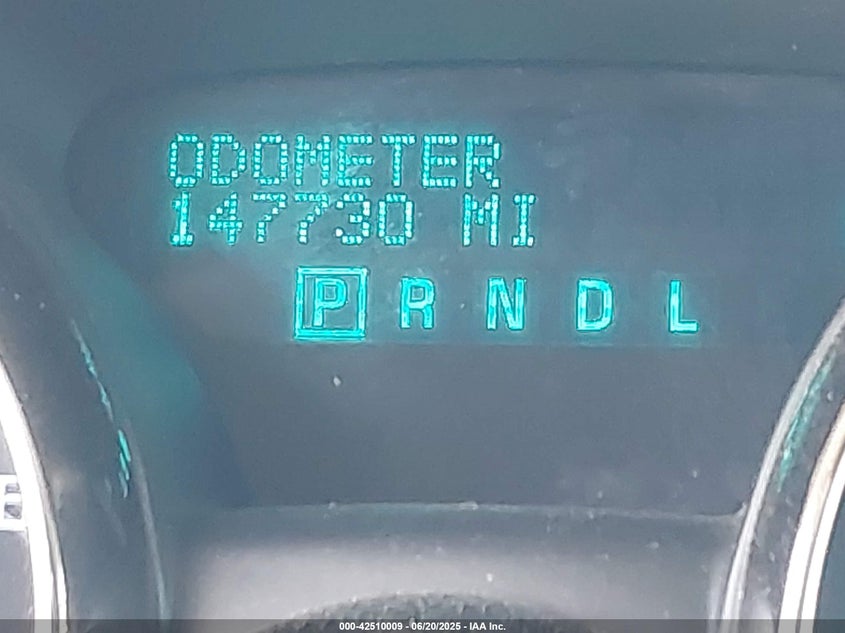 ODOMETER
147730 MI
P R N D L
000-42510009 - 06/20/2025 - IAA Inc.